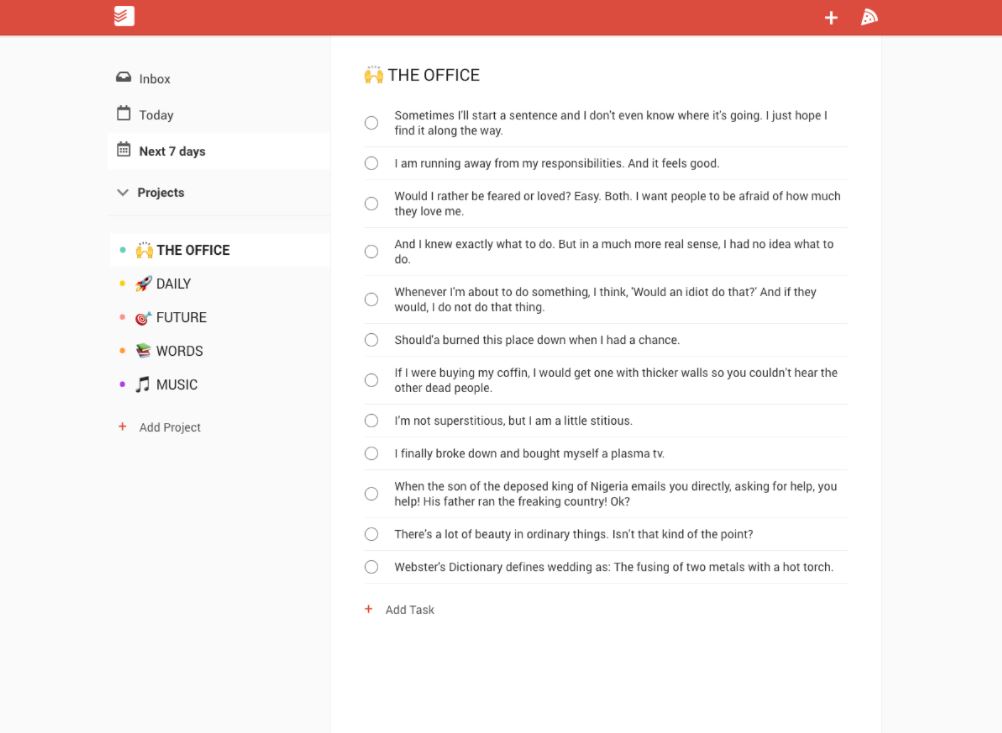 Inbox
Today
Next 7 days
Projects
THE OFFICE
DAILY
FUTURE
WORDS
MUSIC
+ Add Project
THE OFFICE
Sometimes I'll start a sentence and I don't even know where it's going. I just hope I
find it along the way.
I am running away from my responsibilities. And it feels good.
Would I rather be feared or loved? Easy. Both. I want people to be afraid of how much
they love me.
And I knew exactly what to do. But in a much more real sense, I had no idea what to
do.
Whenever I'm about to do something, I think, 'Would an idiot do that?' And if they
would, I do not do that thing.
Should'a burned this place down when I had a chance.
If I were buying my coffin, I would get one with thicker walls so you couldn't hear the
other dead people.
I'm not superstitious, but I am a little stitious.
I finally broke down and bought myself a plasma tv.
When the son of the deposed king of Nigeria emails you directly, asking for help, you
help! His father ran the freaking country! Ok?
There's a lot of beauty in ordinary things. Isn't that kind of the point?
Webster's Dictionary defines wedding as: The fusing of two metals with a hot torch.
+ Add Task